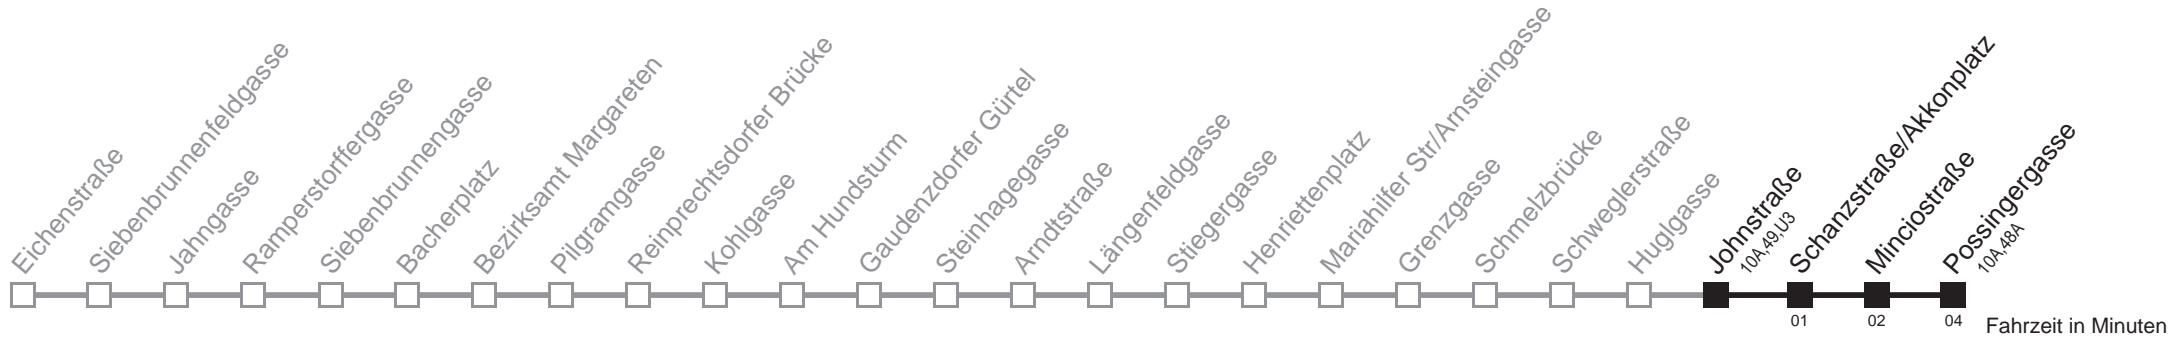 Eichenstraße
Siebenbrunnenfeldgasse
Jahngasse
Ramperstorffergasse
Siebenbrunnengasse
Bacherplatz
Bezirksamt Margareten
Pilgramgasse
Reinprechtsdorfer Brücke
Kohlgasse
Am Hundsturm
Gaudenzdorfer Gürtel
Steinhagegasse
Arndtstraße
Längenfeldgasse
Stiegergasse
Henriettenplatz
Mariahilfer Str/Arnsteingasse
Grenzgasse
Schmelzbrücke
Schweglerstraße
Huglgasse
Johnstraße
10A,49,U3
Schanzstraße/Akkonplatz
Minciostraße
Possingergasse
10A,48A
01
02
04
Fahrzeit in Minuten